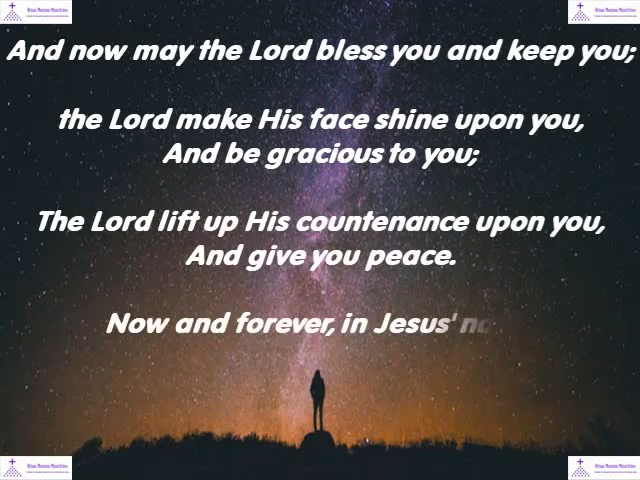 And now may the Lord bless you and keep you;
the Lord make His face shine upon you,
And be gracious to you;
The Lord lift up His countenance upon you,
And give you peace.
Now and forever, in Jesus'